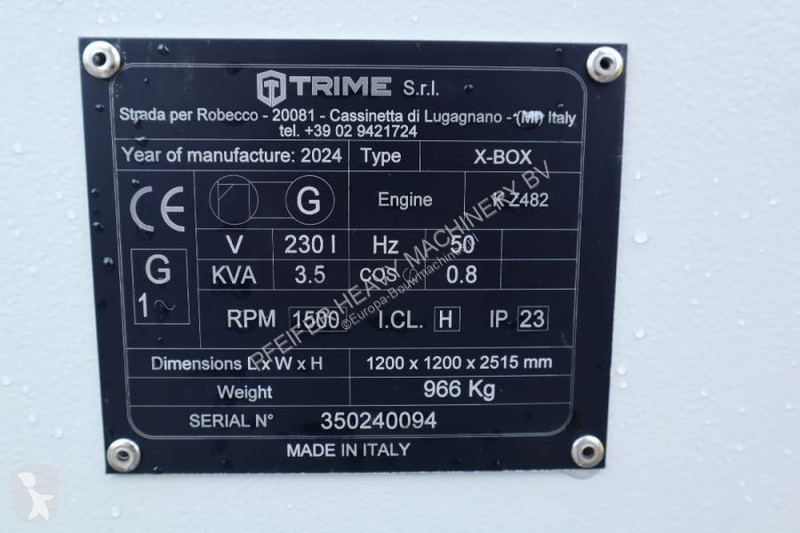 TRIME S.r.l.
Strada per Robecco - 20081 - Cassinetta di Lugagnano - (MI) Italy
tel. +39 02 9421724
Year of manufacture: 2024 Type X-BOX
CE G Engine K-Z482
V 230 I Hz 50
G KVA 3.5 cos 0.8
1~ RPM 1500 I.CL. H IP 23
Dimensions L x W x H 1200 x 1200 x 2515 mm
Weight 966 Kg
SERIAL N° 350240094
MADE IN ITALY
PFEIFER HEAVY MACHINERY BV
©Europa-Bouwmachines.nl